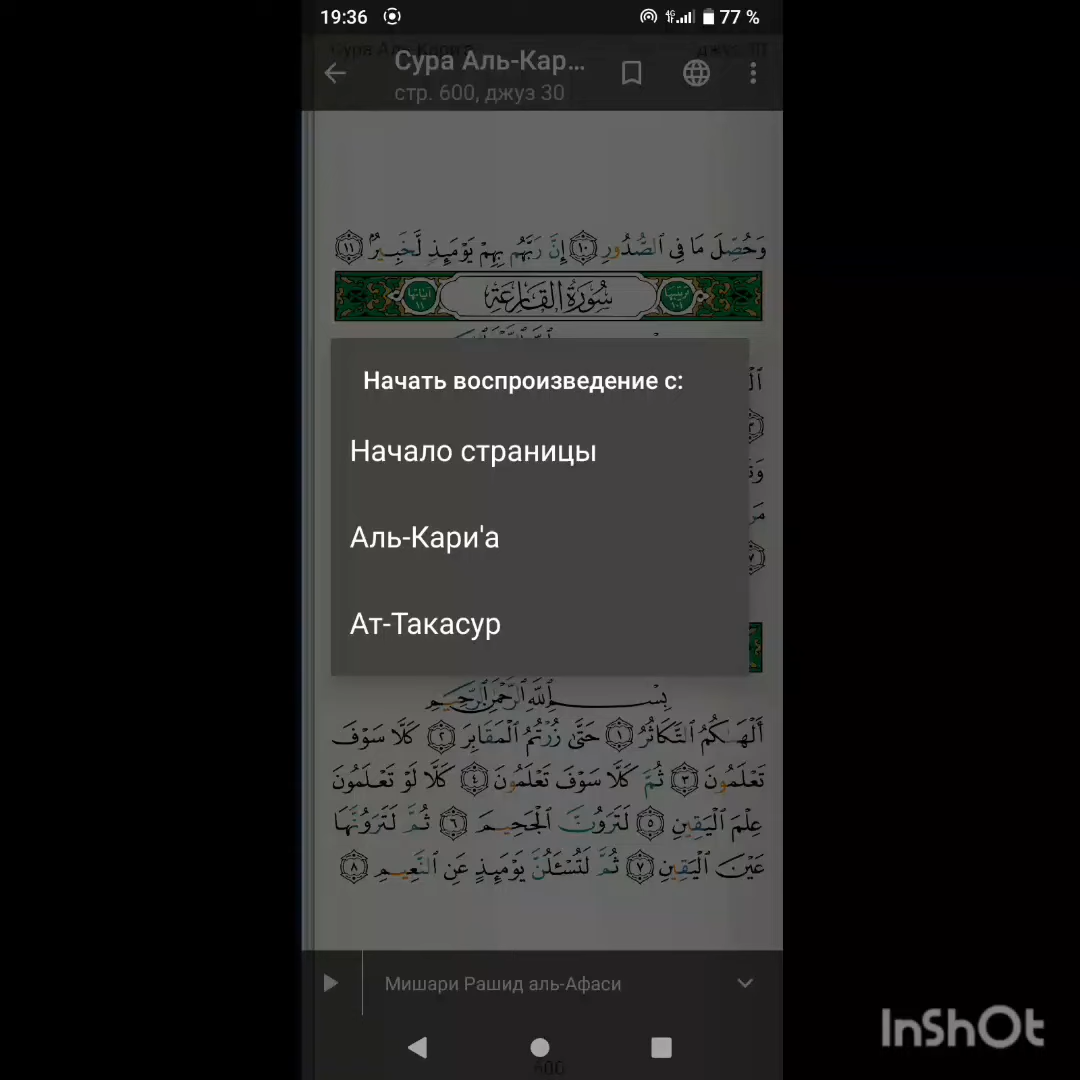 19:36 4G 77 %
Сура Аль-Кар...
стр. 600, джуз 30
وَحُصِّلَ مَا فِي ٱلصُّدُورِ ١٠ إِنَّ رَبَّهُم بِهِمْ يَوْمَئِذٍ لَّخَبِيرٌ ١١
سُورَةُ القَارِعَةِ
Начать воспроизведение с:
Начало страницы
Аль-Кари'а
Ат-Такасур
بِسْمِ ٱللَّهِ ٱلرَّحْمَٰنِ ٱلرَّحِيمِ
أَلْهَىٰكُمُ ٱلتَّكَاثُرُ ١ حَتَّىٰ زُرْتُمُ ٱلْمَقَابِرَ ٢ كَلَّا سَوْفَ
تَعْلَمُونَ ٣ ثُمَّ كَلَّا سَوْفَ تَعْلَمُونَ ٤ كَلَّا لَوْ تَعْلَمُونَ
عِلْمَ ٱلْيَقِينِ ٥ لَتَرَوُنَّ ٱلْجَحِيمَ ٦ ثُمَّ لَتَرَوُنَّهَا
عَيْنَ ٱلْيَقِينِ ٧ ثُمَّ لَتُسْـَٔلُنَّ يَوْمَئِذٍ عَنِ ٱلنَّعِيمِ ٨
Мишари Рашид аль-Афаси
600
InShOt